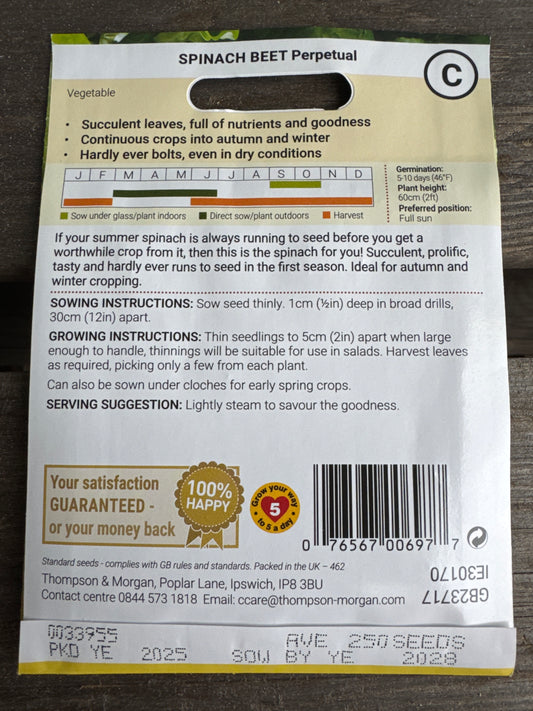 SPINACH BEET Perpetual
C
Vegetable
• Succulent leaves, full of nutrients and goodness
• Continuous crops into autumn and winter
• Hardly ever bolts, even in dry conditions
J F M A M J J A S O N D
Sow under glass/plant indoors Direct sow/plant outdoors Harvest
Germination:
5-10 days (46°F)
Plant height:
60cm (2ft)
Preferred position:
Full sun
If your summer spinach is always running to seed before you get a
worthwhile crop from it, then this is the spinach for you! Succulent, prolific,
tasty and hardly ever runs to seed in the first season. Ideal for autumn and
winter cropping.
SOWING INSTRUCTIONS: Sow seed thinly. 1cm (½in) deep in broad drills,
30cm (12in) apart.
GROWING INSTRUCTIONS: Thin seedlings to 5cm (2in) apart when large
enough to handle, thinnings will be suitable for use in salads. Harvest leaves
as required, picking only a few from each plant.
Can also be sown under cloches for early spring crops.
SERVING SUGGESTION: Lightly steam to savour the goodness.
Your satisfaction
GUARANTEED -
or your money back
100%
HAPPY
Grow your way
5
to 5 a day
0 76567 00697 7
Standard seeds - complies with GB rules and standards. Packed in the UK – 462
Thompson & Morgan, Poplar Lane, Ipswich, IP8 3BU
Contact centre 0844 573 1818 Email: ccare@thompson-morgan.com
GB23717
IE30170
0033955 AVE 250 SEEDS
PKD YE 2025 SOW BY YE 2028